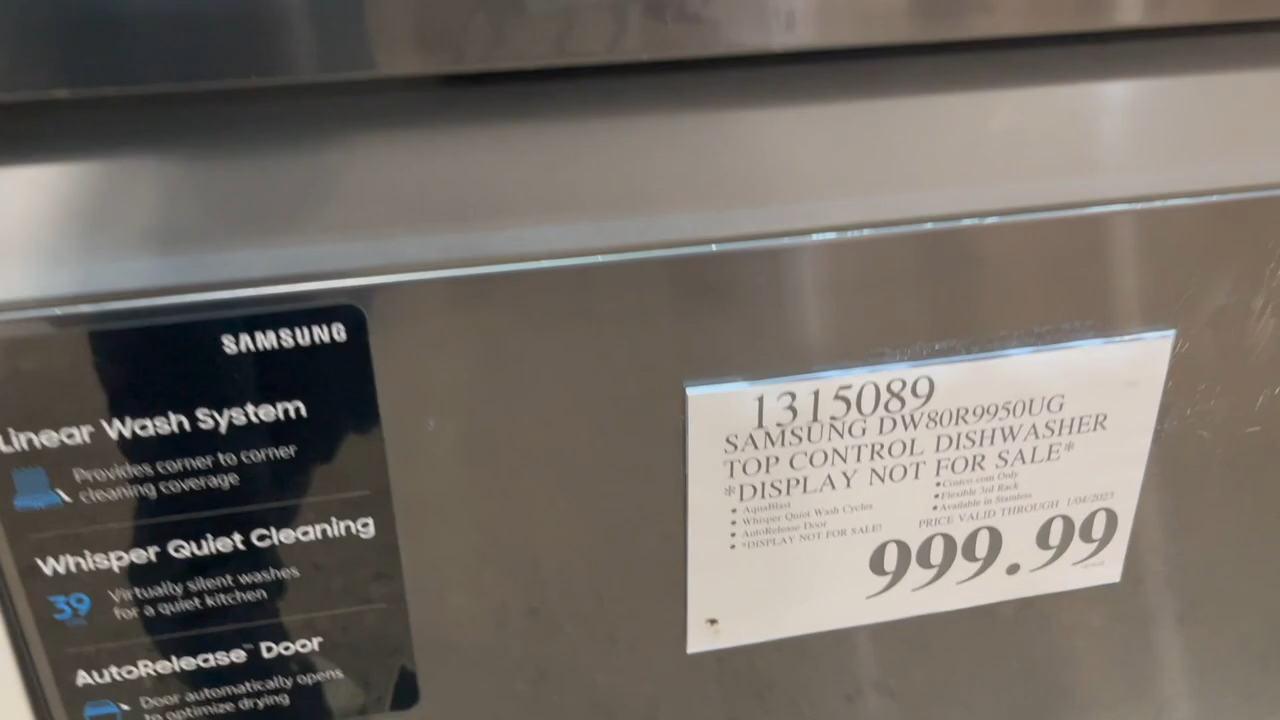 SAMSUNG
Linear Wash System
Provides corner to corner
cleaning coverage
Whisper Quiet Cleaning
39
Virtually silent washes
for a quiet kitchen
AutoRelease™ Door
Door automatically opens
to optimize drying
1315089
SAMSUNG DW80R9950UG
TOP CONTROL DISHWASHER
*DISPLAY NOT FOR SALE*
• AquaBlast
• Whisper Quiet Wash Cycles
• AutoRelease Door
• *DISPLAY NOT FOR SALE!
• Costco.com Only
• Flexible 3rd Rack
• Available in Stainless
PRICE VALID THROUGH 1/04/2023
999.99